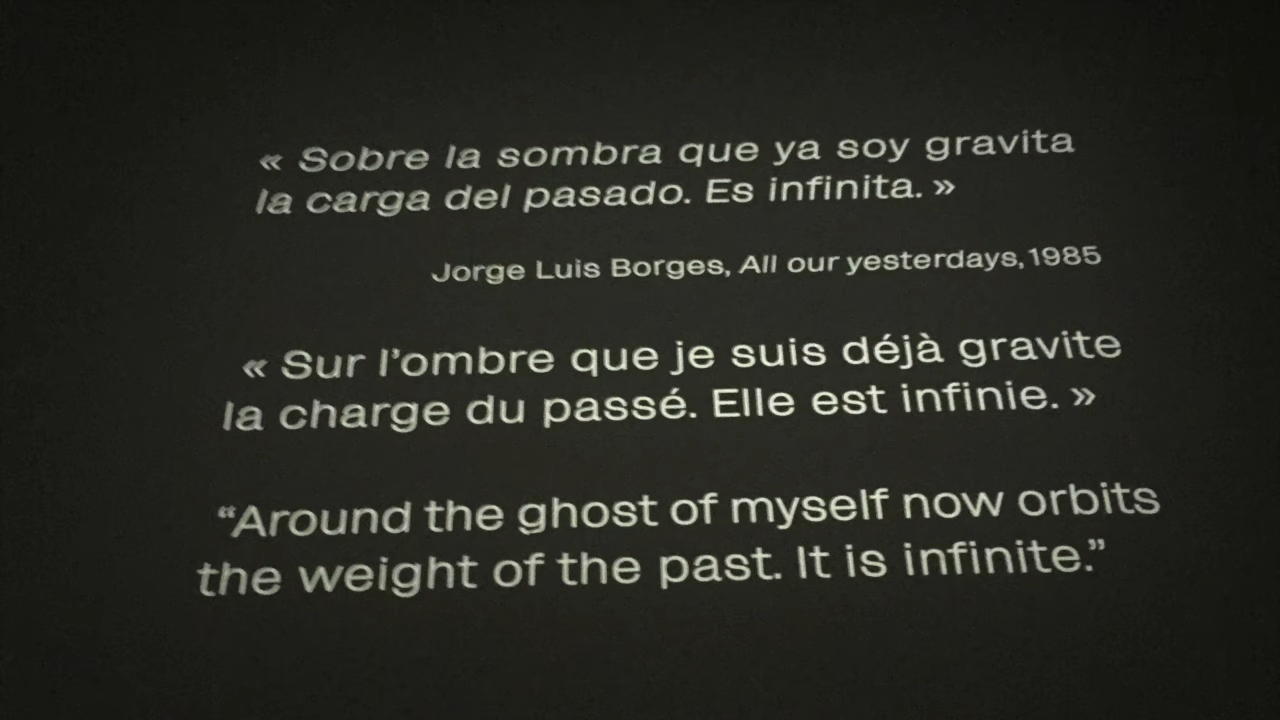 « Sobre la sombra que ya soy gravita
la carga del pasado. Es infinita. »
Jorge Luis Borges, All our yesterdays, 1985
« Sur l’ombre que je suis déjà gravite
la charge du passé. Elle est infinie. »
“Around the ghost of myself now orbits
the weight of the past. It is infinite.”